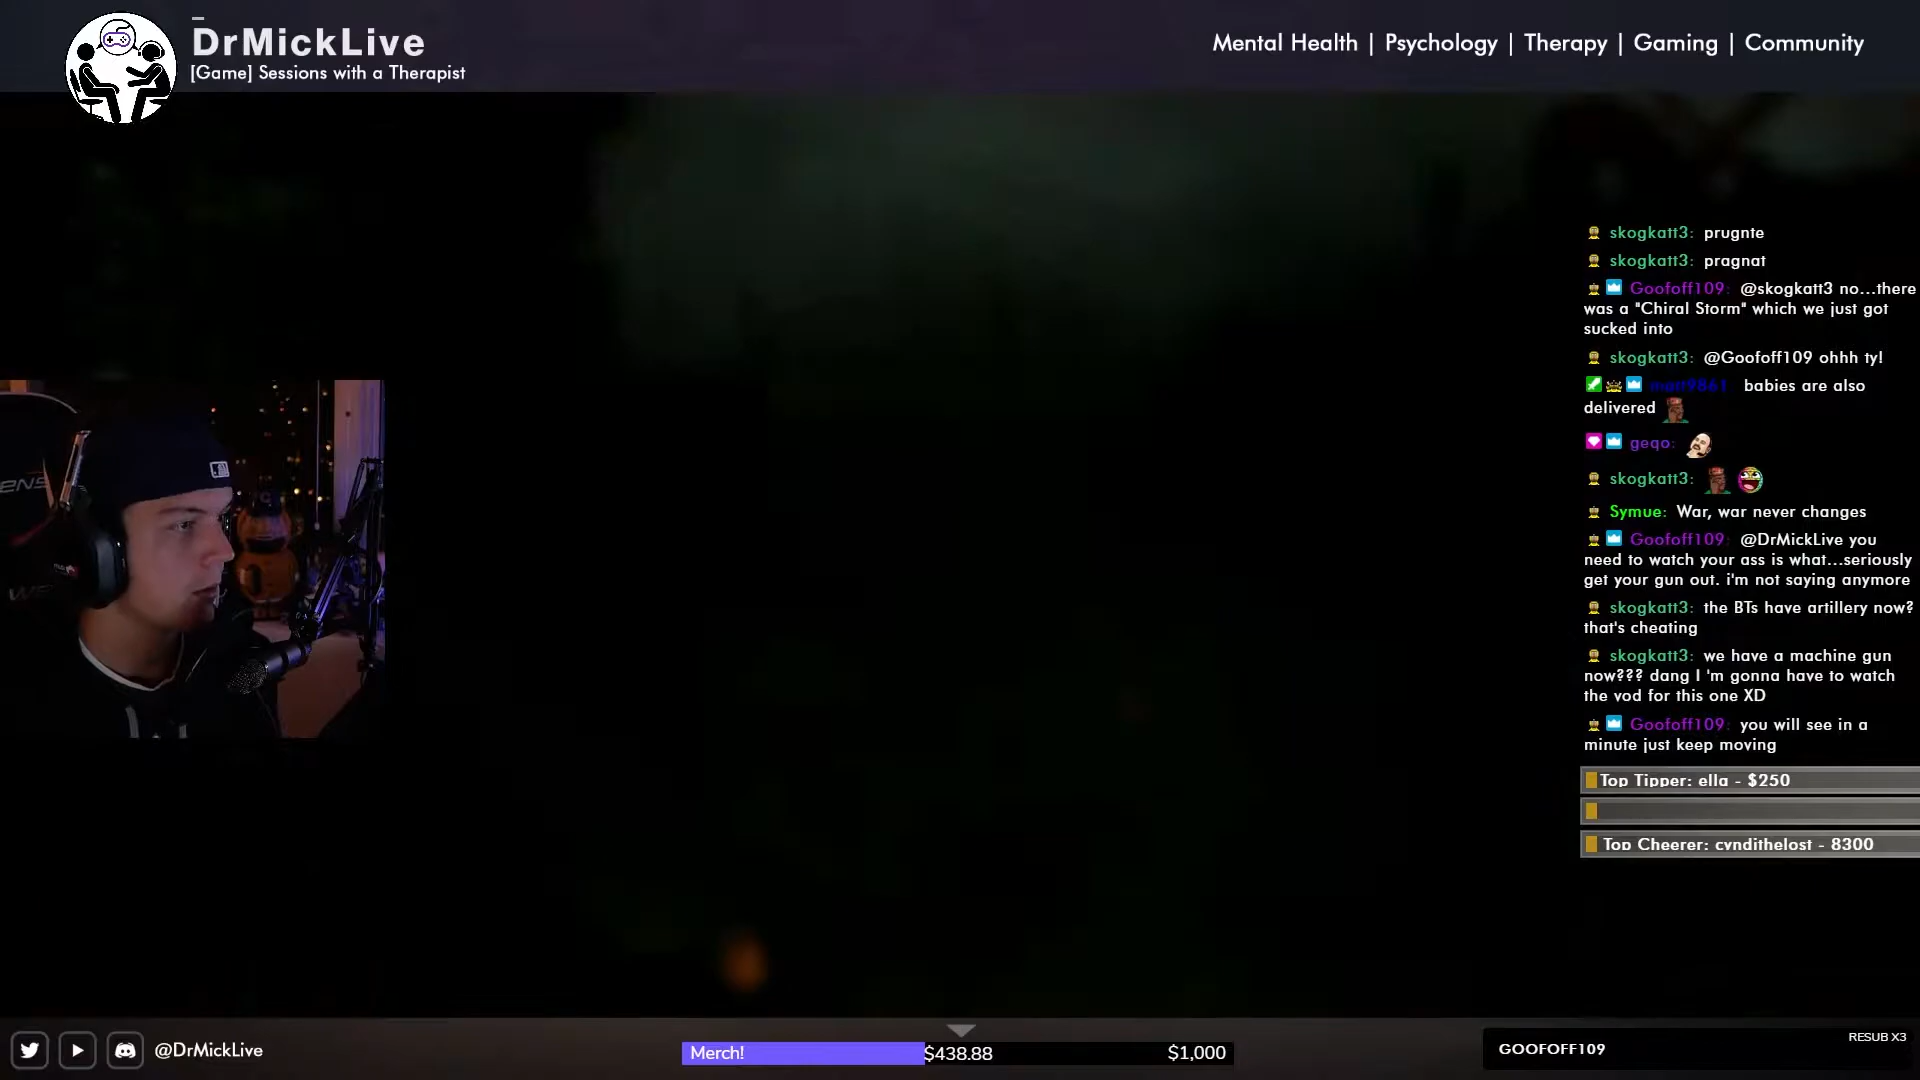 DrMickLive
[Game] Sessions with a Therapist
Mental Health | Psychology | Therapy | Gaming | Community
skogkatt3: prugnte
skogkatt3: pragnat
Goofoff109: @skogkatt3 no...there
was a "Chiral Storm" which we just got
sucked into
skogkatt3: @Goofoff109 ohhh ty!
matt9861 babies are also
delivered
geqo:
skogkatt3:
Symue: War, war never changes
Goofoff109: @DrMickLive you
need to watch your ass is what...seriously
get your gun out. i'm not saying anymore
skogkatt3: the BTs have artillery now?
that's cheating
skogkatt3: we have a machine gun
now??? dang I 'm gonna have to watch
the vod for this one XD
Goofoff109: you will see in a
minute just keep moving
Top Tipper: ella - $250
Top Cheerer: cyndithelost - 8300
@DrMickLive
Merch! $438.88 $1,000
GOOFOFF109
RESUB X3